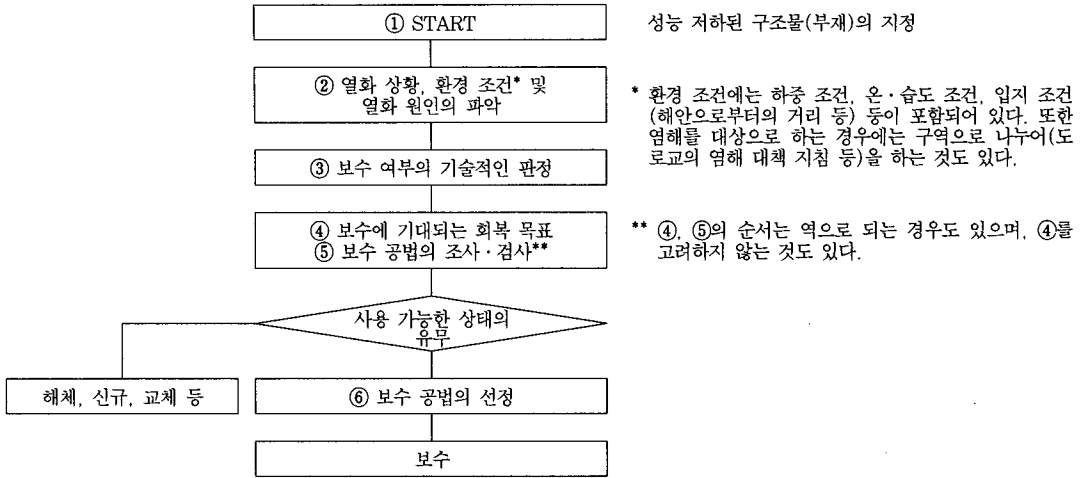 ① START
성능 저하된 구조물(부재)의 지정
② 열화 상황, 환경 조건* 및
열화 원인의 파악
* 환경 조건에는 하중 조건, 온·습도 조건, 입지 조건
(해안으로부터의 거리 등) 등이 포함되어 있다. 또한
염해를 대상으로 하는 경우에는 구역으로 나누어(도
로교의 염해 대책 지침 등)을 하는 것도 있다.
③ 보수 여부의 기술적인 판정
④ 보수에 기대되는 회복 목표
⑤ 보수 공법의 조사·검사**
** ④, ⑤의 순서는 역으로 되는 경우도 있으며, ④를
고려하지 않는 것도 있다.
사용 가능한 상태의
유무
해체, 신규, 교체 등
⑥ 보수 공법의 선정
보수